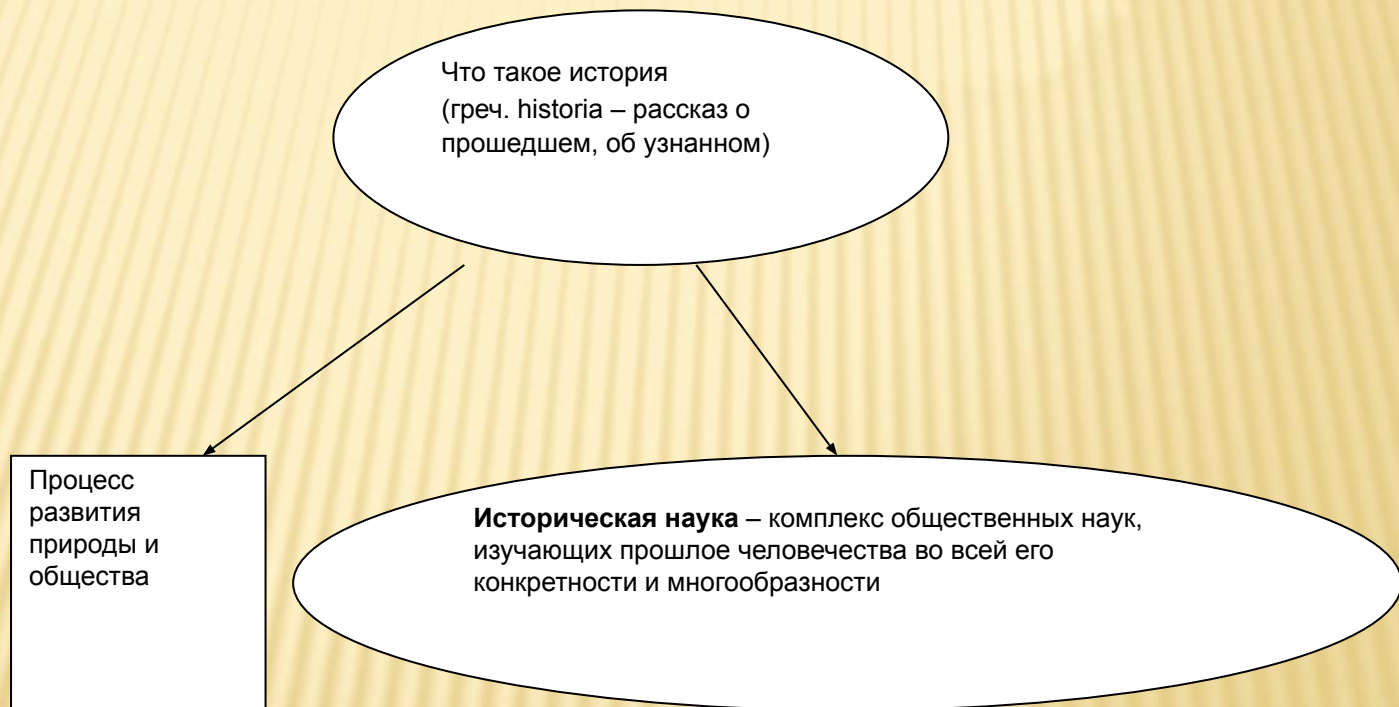 Что такое история
(греч. historia – рассказ о
прошедшем, об узнанном)
Процесс
развития
природы и
общества
Историческая наука – комплекс общественных наук,
изучающих прошлое человечества во всей его
конкретности и многообразности